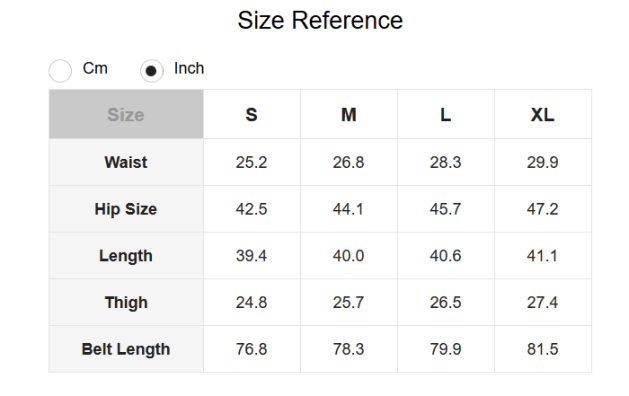 Size Reference
Cm Inch
Size S M L XL
Waist 25.2 26.8 28.3 29.9
Hip Size 42.5 44.1 45.7 47.2
Length 39.4 40.0 40.6 41.1
Thigh 24.8 25.7 26.5 27.4
Belt Length 76.8 78.3 79.9 81.5